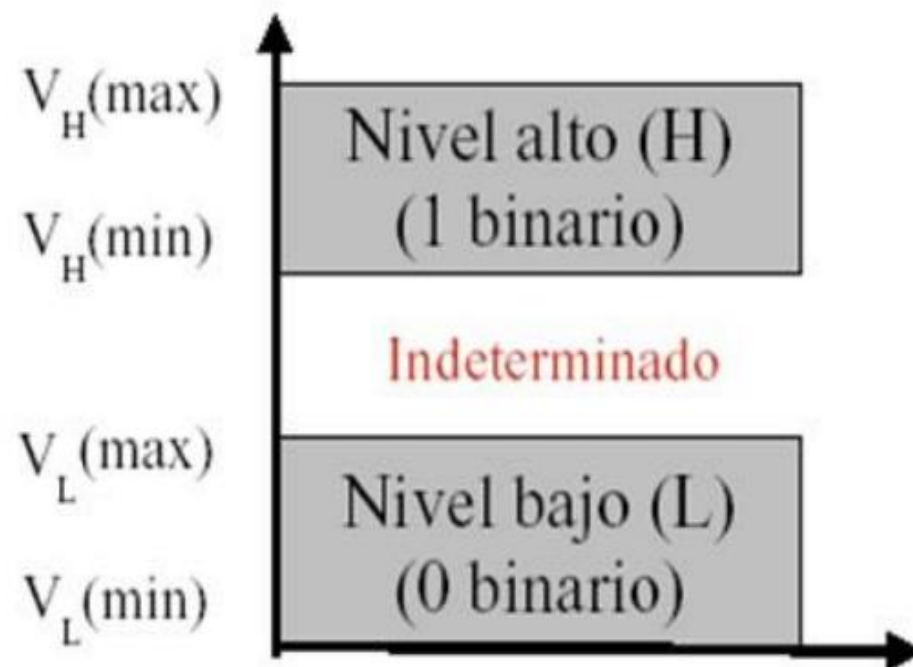 V_H(max)
Nivel alto (H)
(1 binario)
V_H(min)
Indeterminado
V_L(max)
Nivel bajo (L)
(0 binario)
V_L(min)